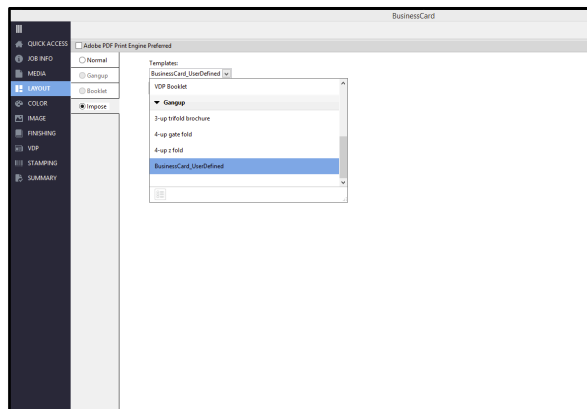 BusinessCard
QUICK ACCESS
JOB INFO
MEDIA
LAYOUT
COLOR
IMAGE
FINISHING
VDP
STAMPING
SUMMARY
Adobe PDF Print Engine Preferred
Normal
Gangup
Booklet
Impose
Templates:
BusinessCard_UserDefined
VDP Booklet
Gangup
3-up trifold brochure
4-up gate fold
4-up z fold
BusinessCard_UserDefined